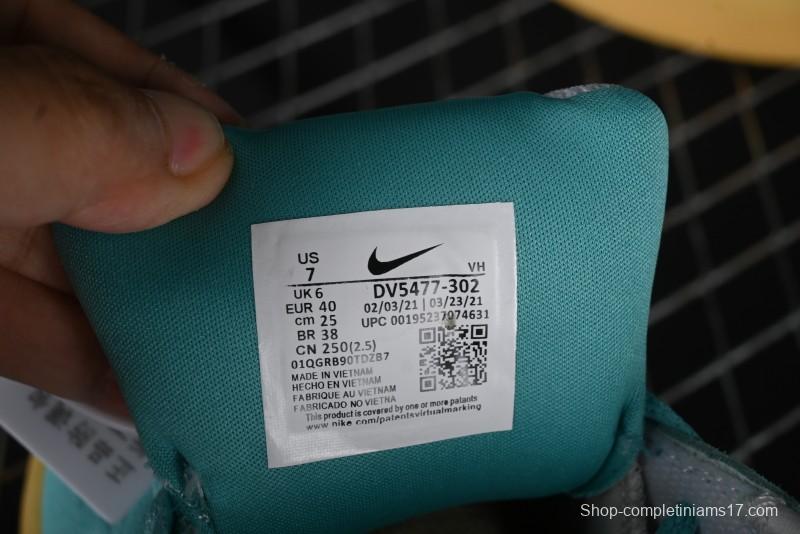 US
7
VH
UK 6
DV5477-302
EUR 40
02/03/21 | 03/23/21
cm 25
UPC 00195237074631
BR 38
CN 250(2.5)
01QGRB90TDZB7
MADE IN VIETNAM
HECHO EN VIETNAM
FABRIQUE AU VIETNAM
FABRICADO NO VIETNA
This product is covered by one or more patants
www.nike.com/patentsvirtualmarking
Shop-completiniams17.com